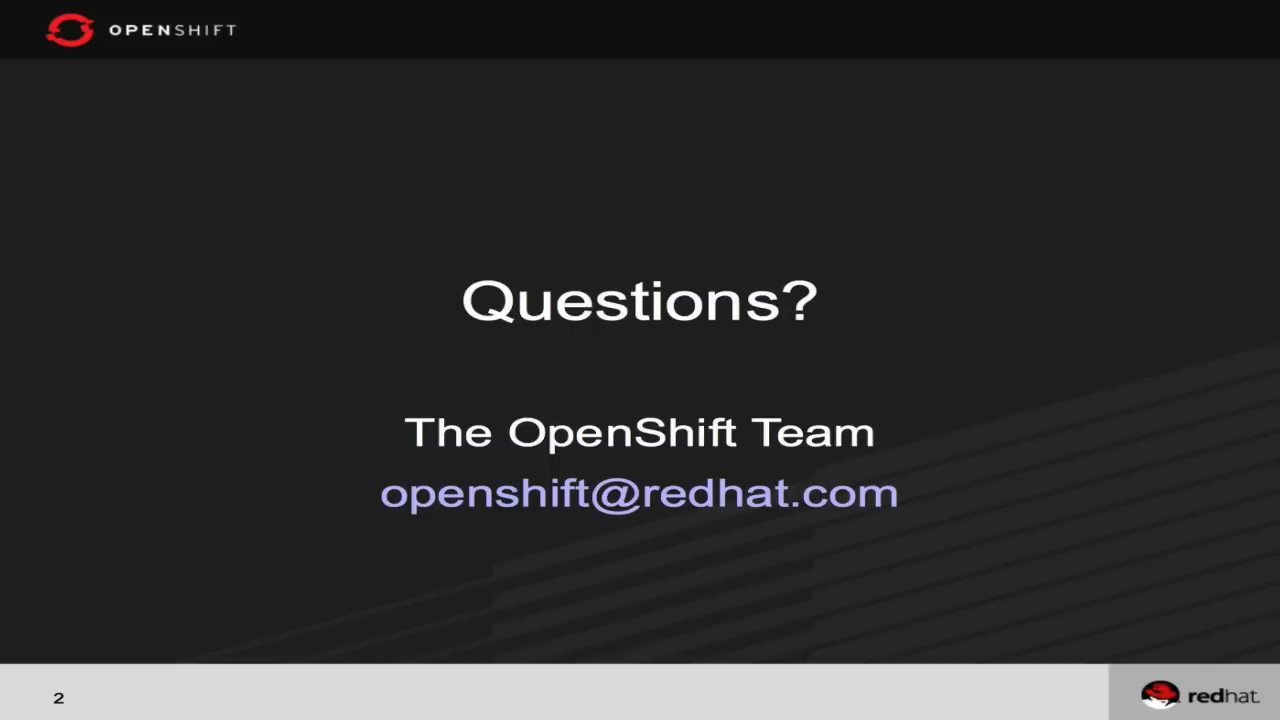 OPENSHIFT
Questions?
The OpenShift Team
openshift@redhat.com
2
redhat.